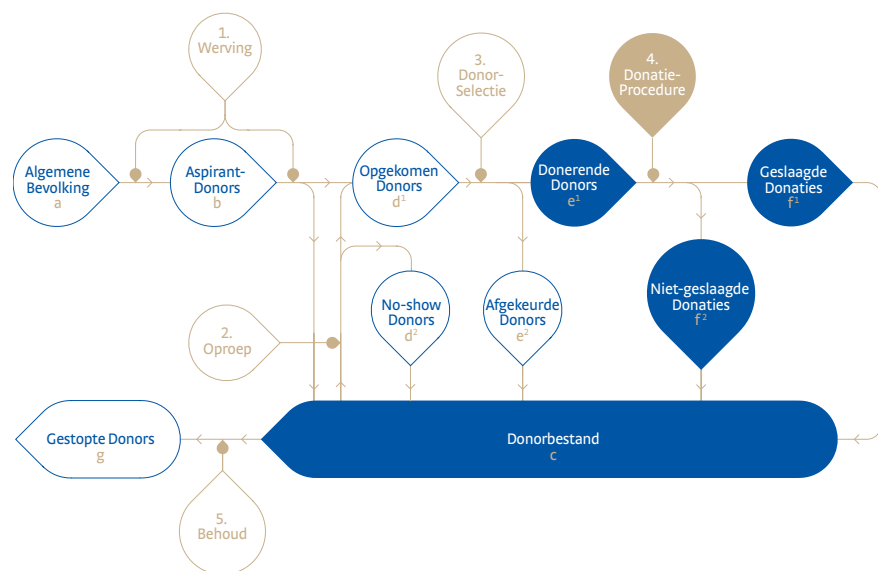 1.
Werving
3.
Donor-
Selectie
4.
Donatie-
Procedure
Algemene
Bevolking
a
Aspirant-
Donors
b
Opgekomen
Donors
d¹
Donerende
Donors
e¹
Geslaagde
Donaties
f¹
No-show
Donors
d²
Afgekeurde
Donors
e²
Niet-geslaagde
Donaties
f²
2.
Oproep
Gestopte Donors
g
Donorbestand
c
5.
Behoud